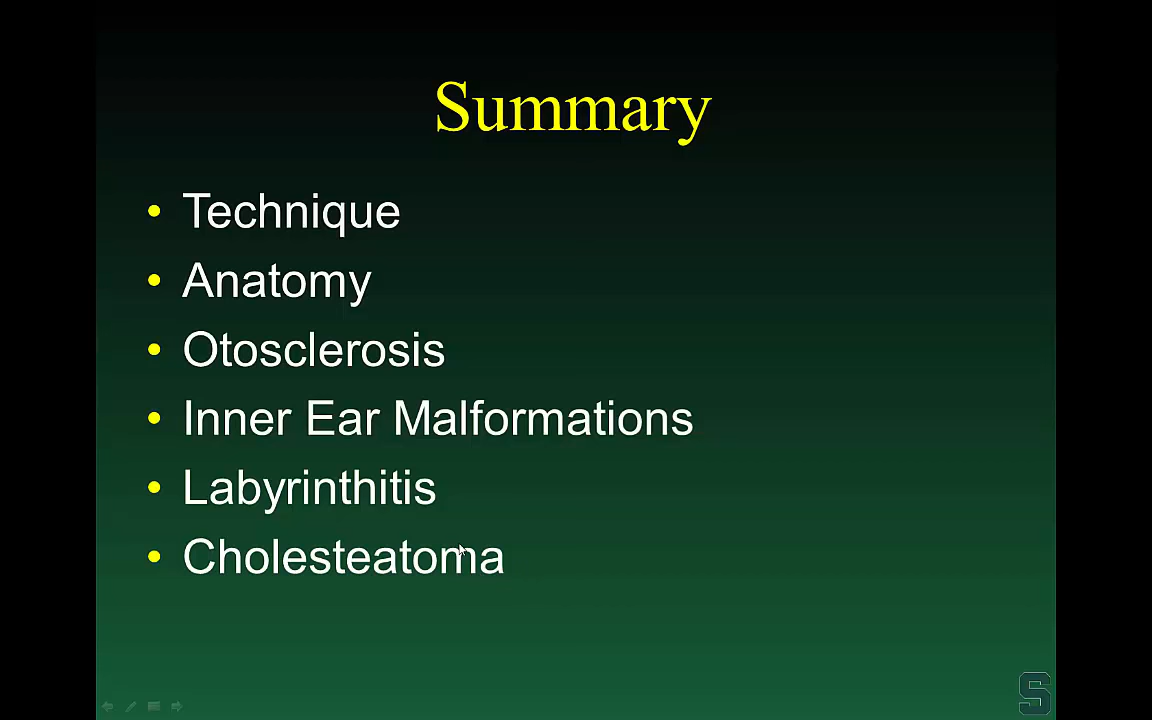 Summary
• Technique
• Anatomy
• Otosclerosis
• Inner Ear Malformations
• Labyrinthitis
• Cholesteatoma
S